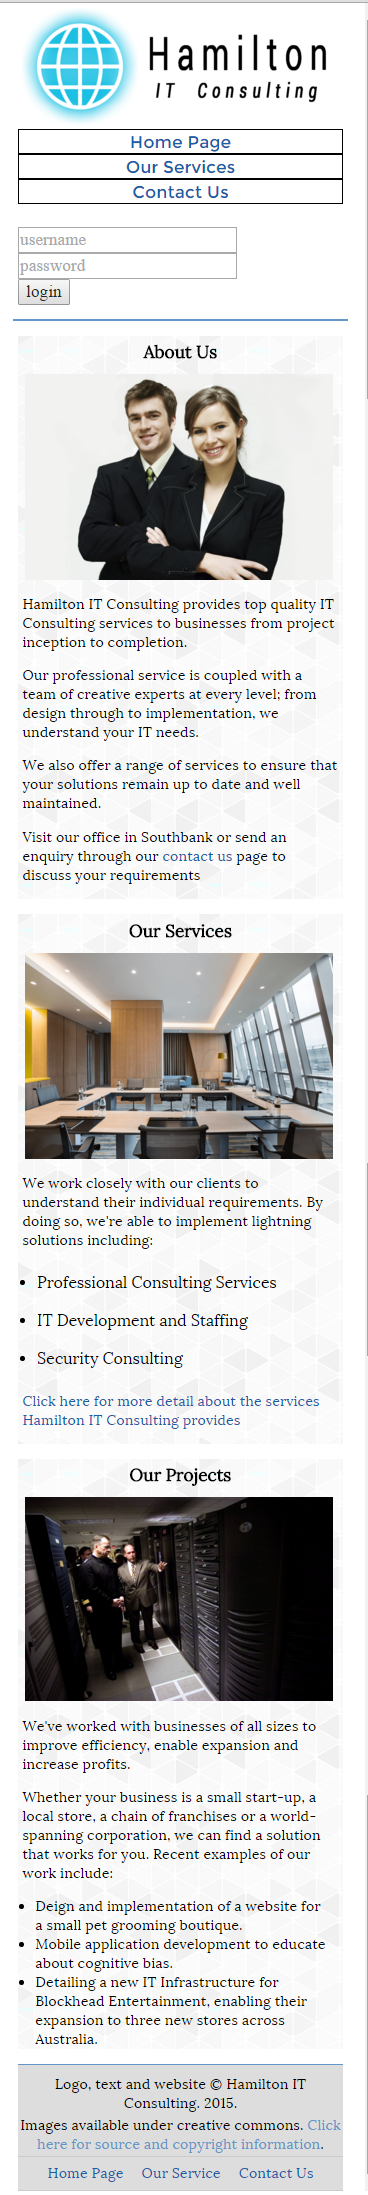 Hamilton
IT Consulting
Home Page
Our Services
Contact Us
username
password
login
About Us
Hamilton IT Consulting provides top quality IT
Consulting services to businesses from project
inception to completion.
Our professional service is coupled with a
team of creative experts at every level; from
design through to implementation, we
understand your IT needs.
We also offer a range of services to ensure that
your solutions remain up to date and well
maintained.
Visit our office in Southbank or send an
enquiry through our contact us page to
discuss your requirements
Our Services
We work closely with our clients to
understand their individual requirements. By
doing so, we're able to implement lightning
solutions including:
• Professional Consulting Services
• IT Development and Staffing
• Security Consulting
Click here for more detail about the services
Hamilton IT Consulting provides
Our Projects
We've worked with businesses of all sizes to
improve efficiency, enable expansion and
increase profits.
Whether your business is a small start-up, a
local store, a chain of franchises or a world-
spanning corporation, we can find a solution
that works for you. Recent examples of our
work include:
• Deign and implementation of a website for
a small pet grooming boutique.
• Mobile application development to educate
about cognitive bias.
• Detailing a new IT Infrastructure for
Blockhead Entertainment, enabling their
expansion to three new stores across
Australia.
Logo, text and website © Hamilton IT
Consulting. 2015.
Images available under creative commons. Click
here for source and copyright information.
Home Page Our Service Contact Us